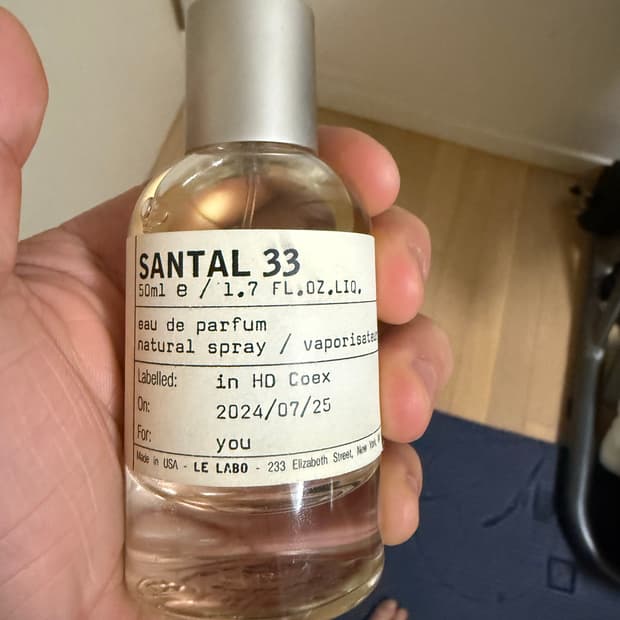 SANTAL 33
50ml e / 1.7 FL.OZ.LIQ.
eau de parfum
natural spray / vaporisateur
Labelled: in HD Coex
On: 2024/07/25
For: you
Made in USA - LE LABO - 233 Elizabeth Street, New York,